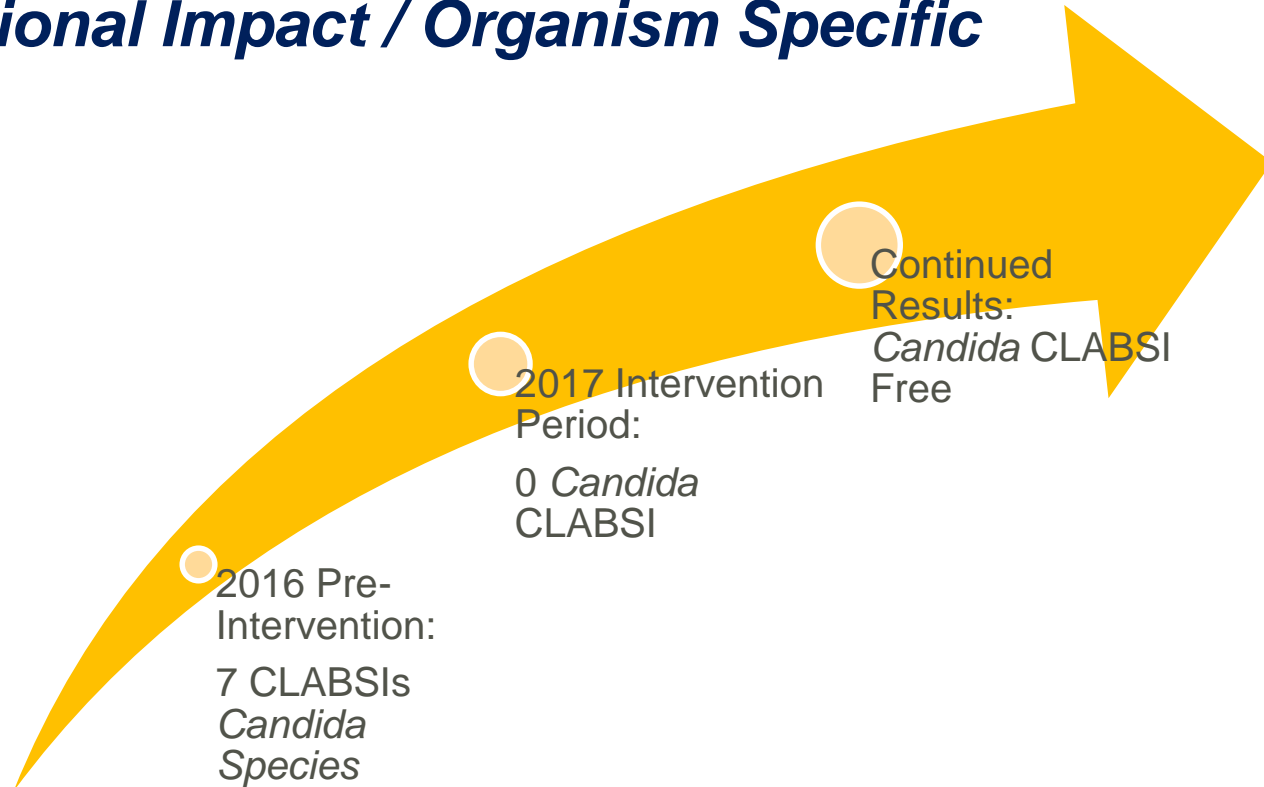 ional Impact / Organism Specific
Continued
Results:
Candida CLABSI
Free
2017 Intervention
Period:
0 Candida
CLABSI
2016 Pre-
Intervention:
7 CLABSIs
Candida
Species